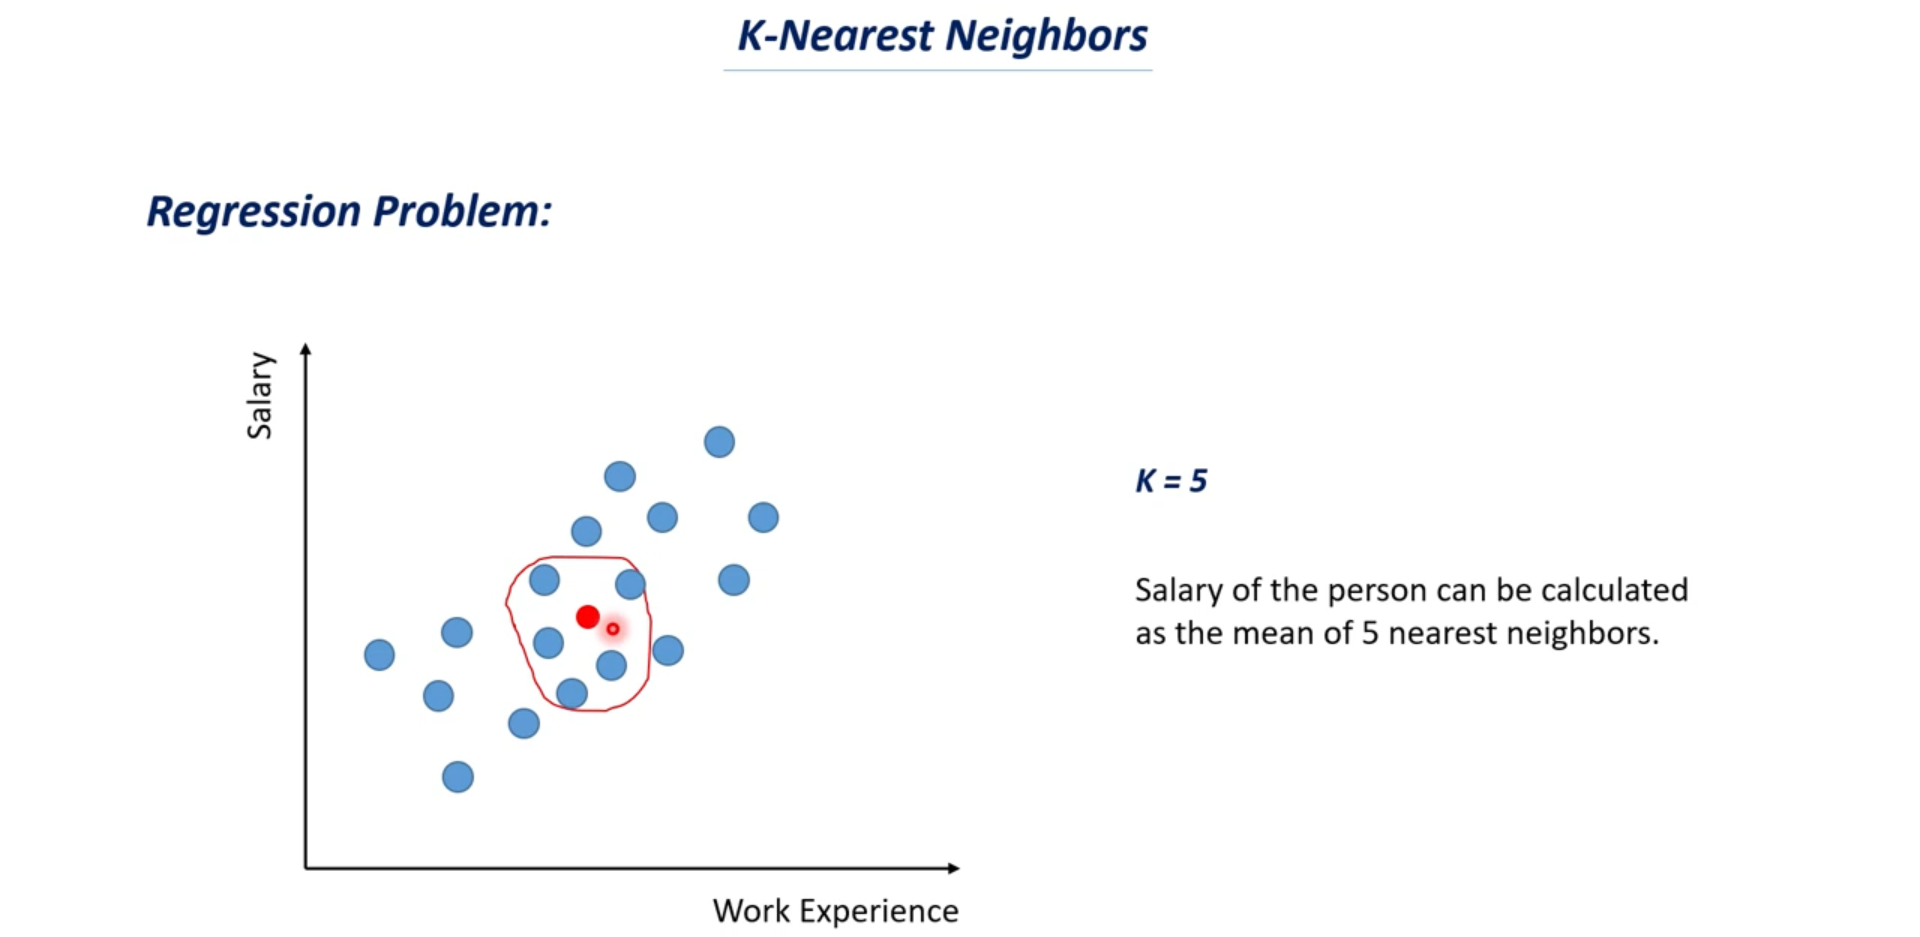 K-Nearest Neighbors
Regression Problem:
Salary
K = 5
Salary of the person can be calculated
as the mean of 5 nearest neighbors.
Work Experience